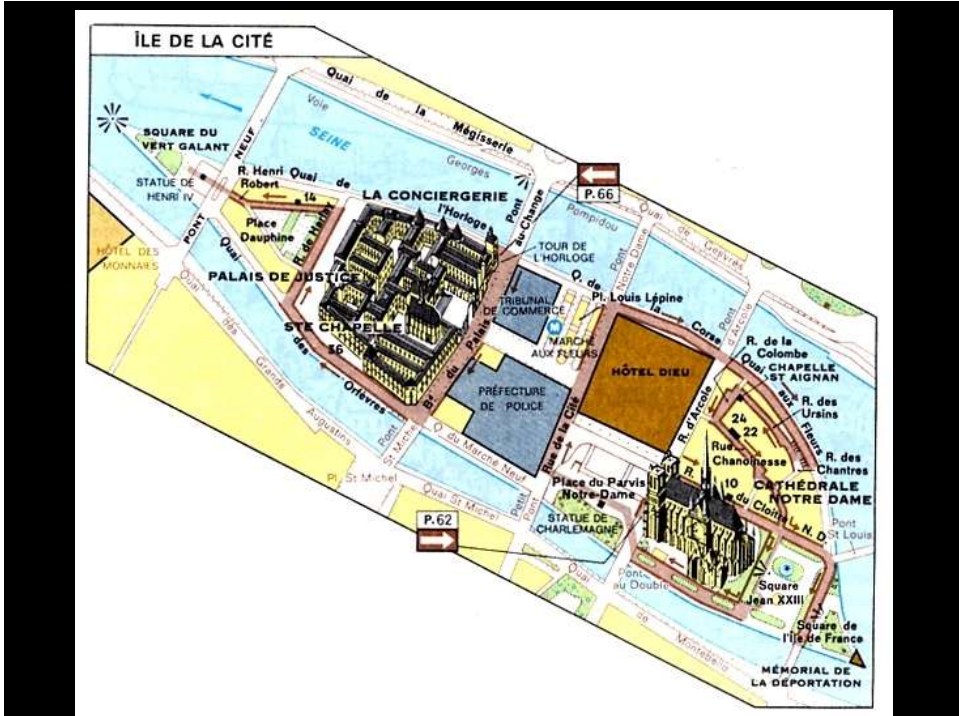 ÎLE DE LA CITÉ
Quai de la Mégisserie
Voie Georges Pompidou
SEINE
SQUARE DU
VERT GALANT
PONT NEUF
STATUE DE
HENRI IV
R. Henri
Robert
Quai de l'Horloge
14
LA CONCIERGERIE
Pont
au-Change
P.66
Quai de Gesvres
Place
Dauphine
R. de Harlay
HÔTEL DES
MONNAIES
PALAIS DE JUSTICE
TOUR DE
L'HORLOGE
Pont
Notre Dame
Q. de la Corse
Pl. Louis Lépine
TRIBUNAL
DE COMMERCE
M
MARCHÉ
AUX FLEURS
Pont
d'Arcole
STE CHAPELLE
36
Quai des Orfèvres
Bd. du Palais
R. de la
Colombe
CHAPELLE
ST AIGNAN
HÔTEL DIEU
Quai aux Fleurs
R. des
Ursins
PRÉFECTURE
DE POLICE
R. d'Arcole
24
22
Rue
Chanoinesse
R. des
Chantres
Quai des Grands Augustins
Pont
St Michel
Q. du Marché Neuf
Rue de la Cité
Pl. St Michel
Quai St Michel
Petit
Pont
Place du Parvis
Notre-Dame
R. du Cloître N. D.
10
CATHÉDRALE
NOTRE DAME
STATUE DE
CHARLEMAGNE
Pont
St Louis
P.62
Pont
au Double
Quai de Montebello
Square
Jean XXIII
Square de
l'Île de France
MÉMORIAL DE
LA DÉPORTATION